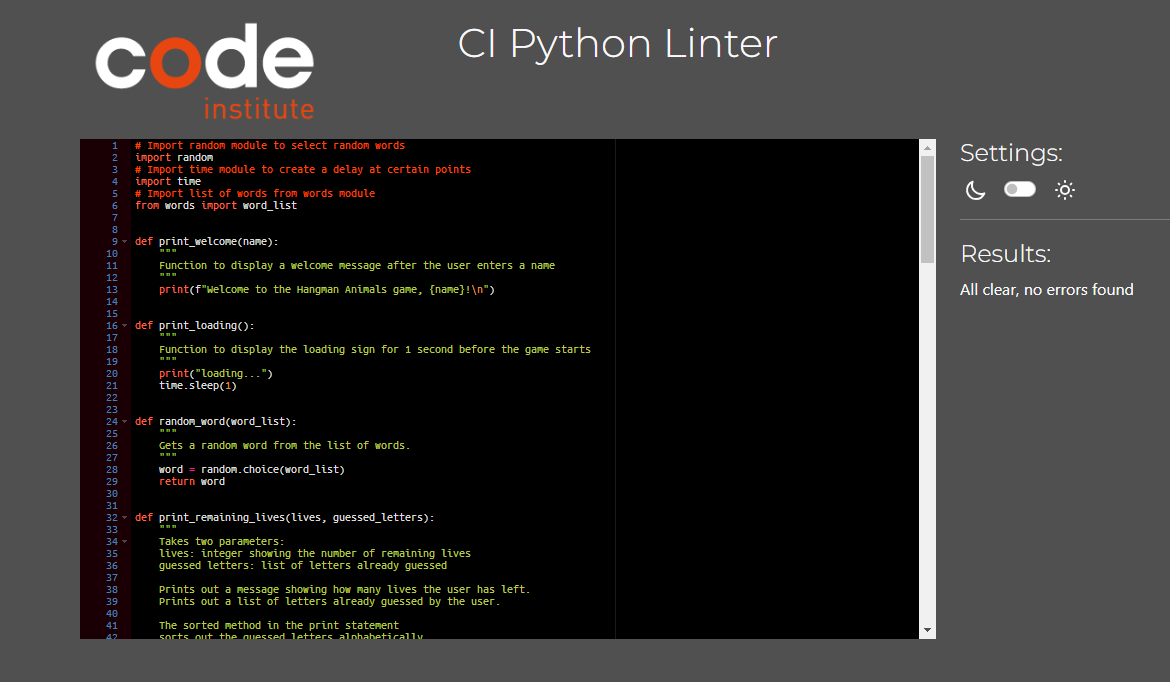 code
institute
CI Python Linter
1 # Import random module to select random words
2 import random
3 # Import time module to create a delay at certain points
4 import time
5 # Import list of words from words module
6 from words import word_list
7
8
9 def print_welcome(name):
10 """
11 Function to display a welcome message after the user enters a name
12 """
13 print(f"Welcome to the Hangman Animals game, {name}!\n")
14
15
16 def print_loading():
17 """
18 Function to display the loading sign for 1 second before the game starts
19 """
20 print("loading...")
21 time.sleep(1)
22
23
24 def random_word(word_list):
25 """
26 Gets a random word from the list of words.
27 """
28 word = random.choice(word_list)
29 return word
30
31
32 def print_remaining_lives(lives, guessed_letters):
33 """
34 Takes two parameters:
35 lives: integer showing the number of remaining lives
36 guessed letters: list of letters already guessed
37
38 Prints out a message showing how many lives the user has left.
39 Prints out a list of letters already guessed by the user.
40
41 The sorted method in the print statement
42 sorts out the guessed letters alphabetically
Settings:
Results:
All clear, no errors found